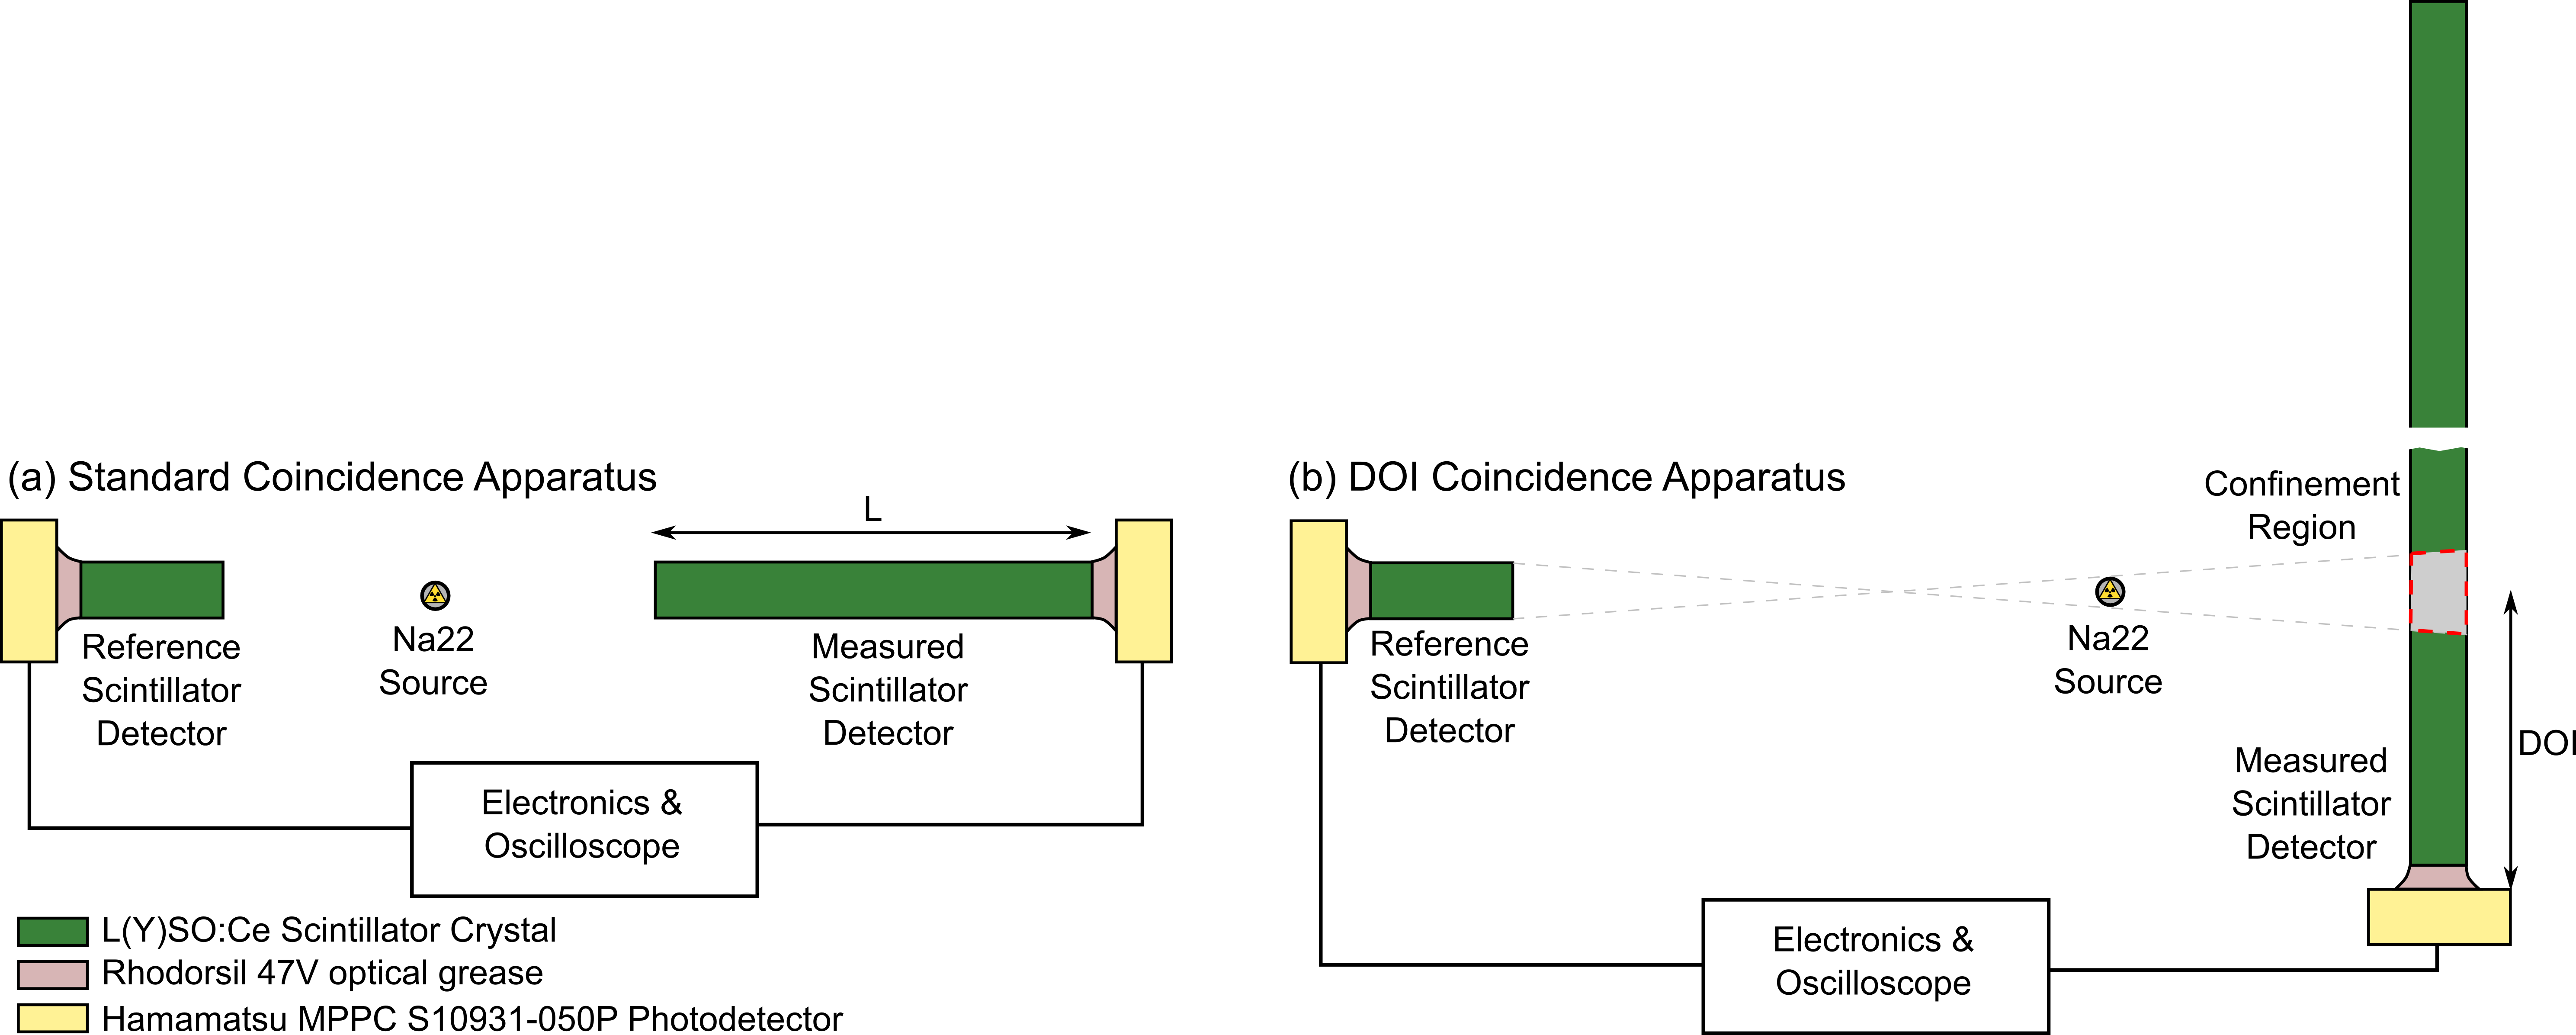 (a) Standard Coincidence Apparatus
L
Reference
Scintillator
Detector
Na22
Source
Measured
Scintillator
Detector
Electronics &
Oscilloscope
L(Y)SO:Ce Scintillator Crystal
Rhodorsil 47V optical grease
Hamamatsu MPPC S10931-050P Photodetector
(b) DOI Coincidence Apparatus
Confinement
Region
Reference
Scintillator
Detector
Na22
Source
DOI
Measured
Scintillator
Detector
Electronics &
Oscilloscope